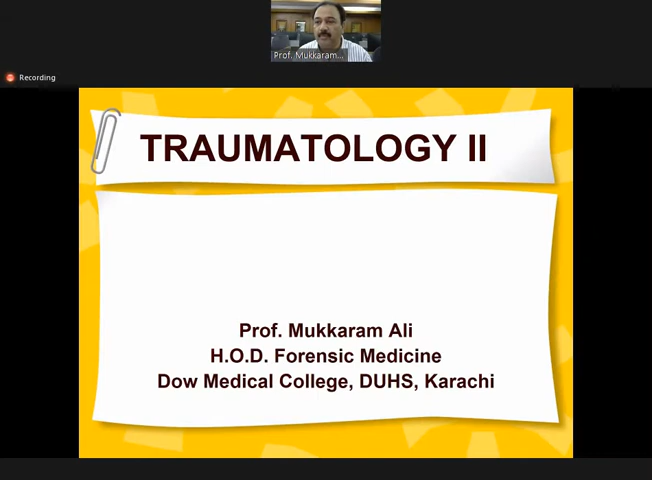 Prof. Mukkaram...
Recording
TRAUMATOLOGY II
Prof. Mukkaram Ali
H.O.D. Forensic Medicine
Dow Medical College, DUHS, Karachi